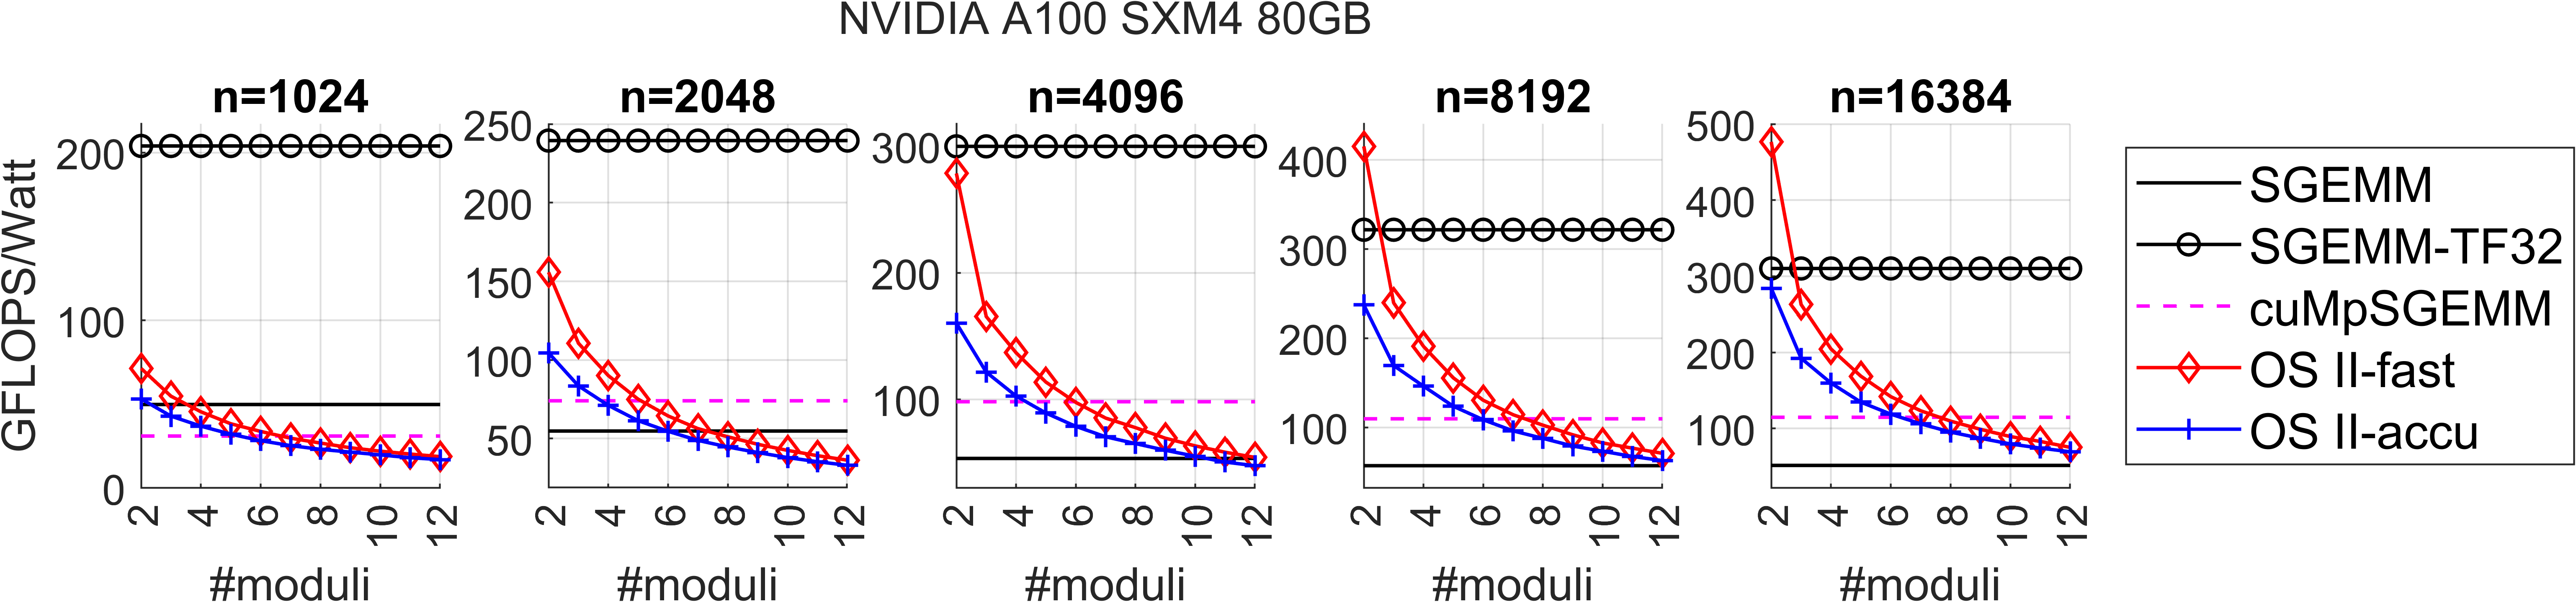 NVIDIA A100 SXM4 80GB
n=1024
n=2048
n=4096
n=8192
n=16384
GFLOPS/Watt
200
100
0
2
4
6
8
10
12
#moduli
250
200
150
100
50
2
4
6
8
10
12
#moduli
300
200
100
2
4
6
8
10
12
#moduli
400
300
200
100
2
4
6
8
10
12
#moduli
500
400
300
200
100
2
4
6
8
10
12
#moduli
SGEMM
SGEMM-TF32
cuMpSGEMM
OS II-fast
OS II-accu